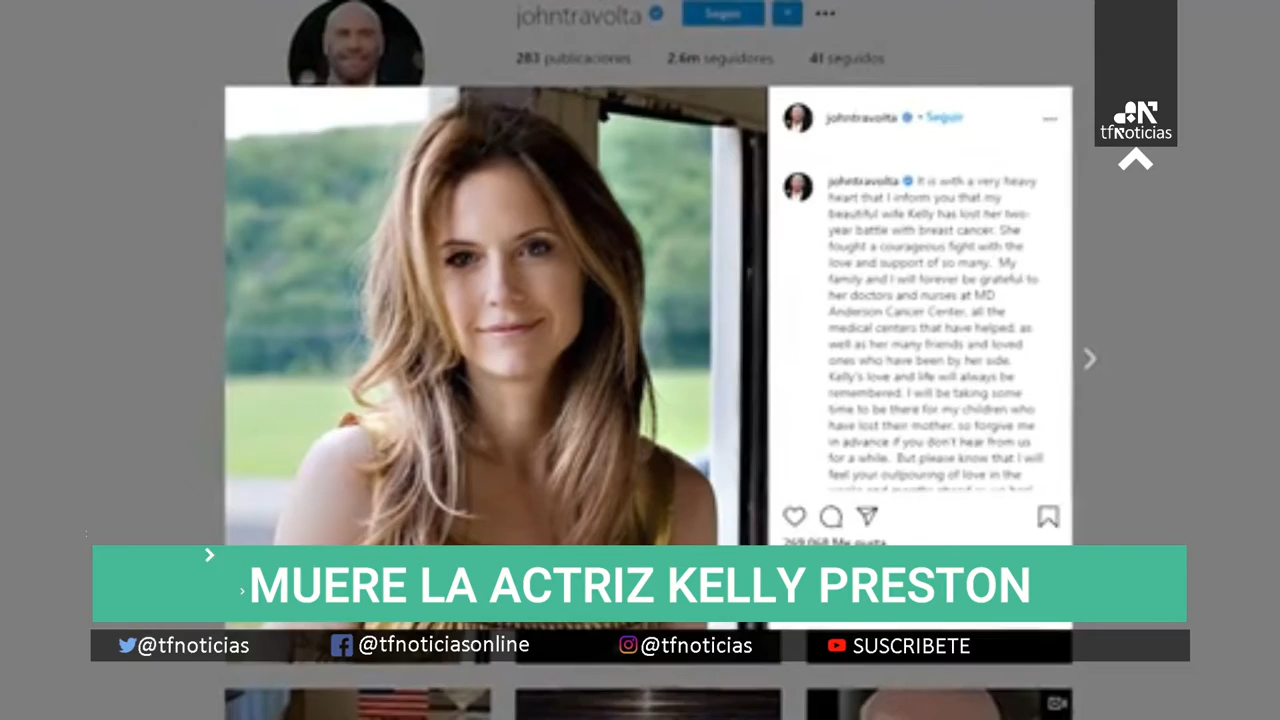 johntravolta Seguir
283 publicaciones 2.6m seguidores 41 seguidos
tfNoticias
johntravolta • Seguir
johntravolta It is with a very heavy
heart that I inform you that my
beautiful wife Kelly has lost her two-
year battle with breast cancer. She
fought a courageous fight with the
love and support of so many. My
family and I will forever be grateful to
her doctors and nurses at MD
Anderson Cancer Center, all the
medical centers that have helped, as
well as her many friends and loved
ones who have been by her side.
Kelly's love and life will always be
remembered. I will be taking some
time to be there for my children who
have lost their mother, so forgive me
in advance if you don't hear from us
for a while. But please know that I will
feel your outpouring of love in the
269,068 Me gusta
MUERE LA ACTRIZ KELLY PRESTON
@tfnoticias @tfnoticiasonline @tfnoticias SUSCRIBETE